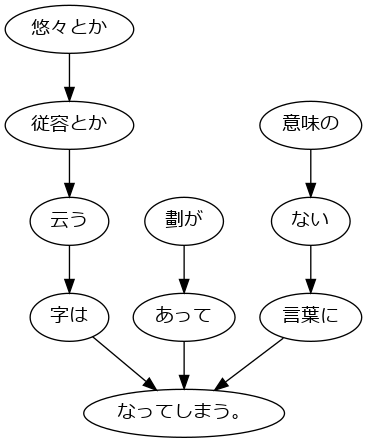 悠々とか
従容とか
意味の
云う
劃が
ない
字は
あって
言葉に
なってしまう。